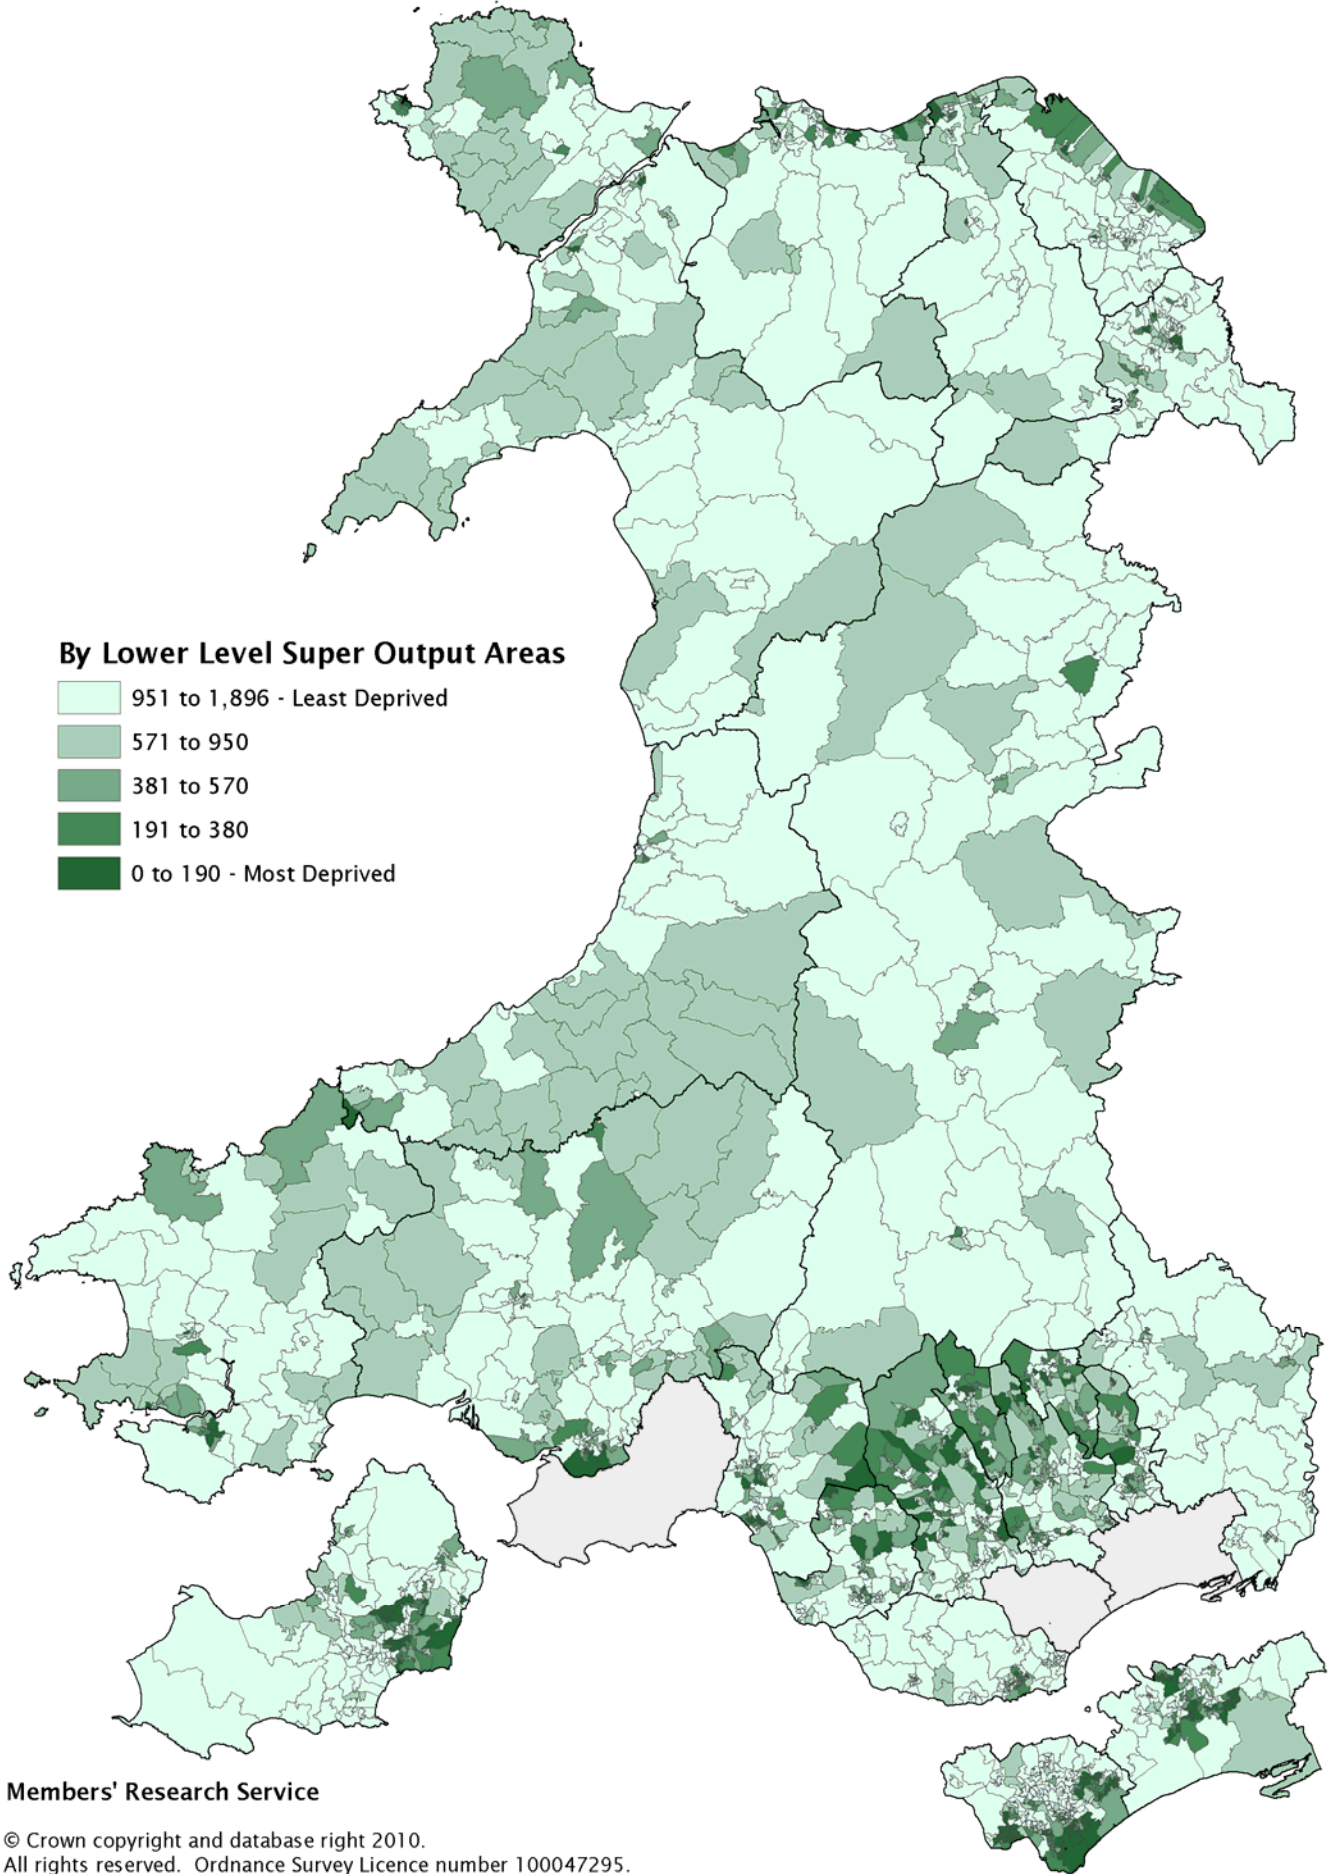 By Lower Level Super Output Areas
951 to 1,896 - Least Deprived
571 to 950
381 to 570
191 to 380
0 to 190 - Most Deprived
Members' Research Service
© Crown copyright and database right 2010.
All rights reserved. Ordnance Survey Licence number 100047295.